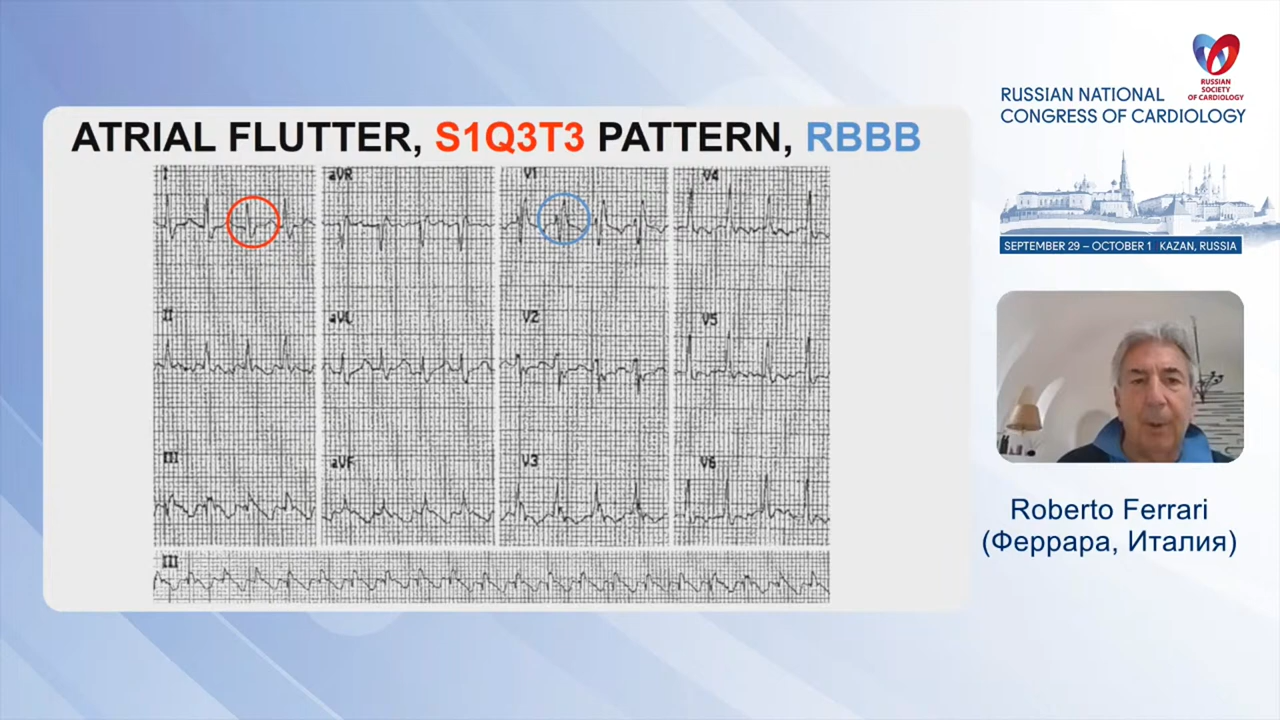 ATRIAL FLUTTER, S1Q3T3 PATTERN, RBBB
I
aVR
V1
V4
II
aVL
V2
V5
III
aVF
V3
V6
III
RUSSIAN
SOCIETY
OF CARDIOLOGY
RUSSIAN NATIONAL
CONGRESS OF CARDIOLOGY
SEPTEMBER 29 – OCTOBER 1 KAZAN, RUSSIA
Roberto Ferrari
(Феррара, Италия)